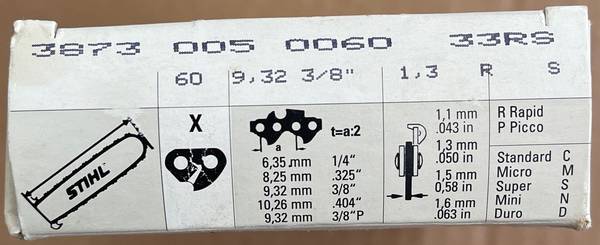 3873 005 0060 33RS
60 9,32 3/8" 1,3 R S
STIHL
X
a
t=a:2
6,35 mm 1/4"
8,25 mm .325"
9,32 mm 3/8"
10,26 mm .404"
9,32 mm 3/8"P
1,1 mm
.043 in
1,3 mm
.050 in
1,5 mm
0,58 in
1,6 mm
.063 in
R Rapid
P Picco
Standard C
Micro M
Super S
Mini N
Duro D